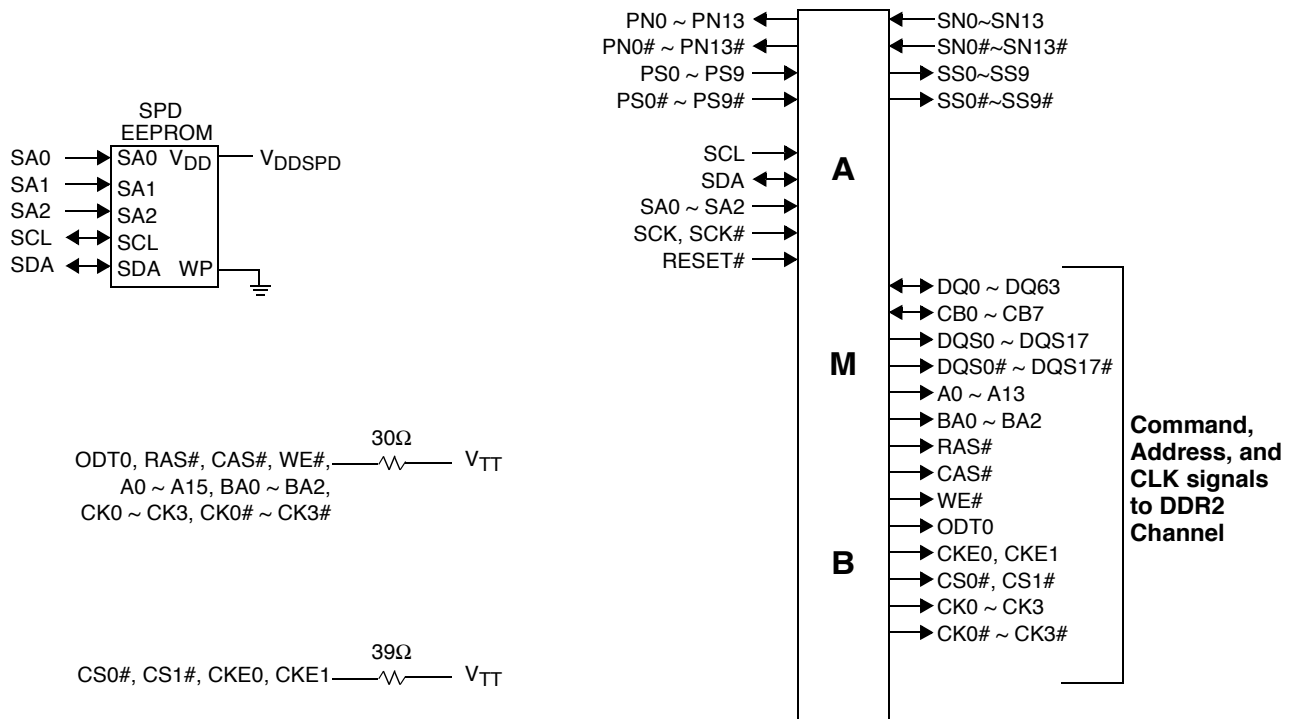 SPD
EEPROM
SA0 SA0 V_DD V_DDSPD
SA1 SA1
SA2 SA2
SCL SCL
SDA SDA WP
30Ω
ODT0, RAS#, CAS#, WE#, V_TT
A0 ~ A15, BA0 ~ BA2,
CK0 ~ CK3, CK0# ~ CK3#
39Ω
CS0#, CS1#, CKE0, CKE1 V_TT
PN0 ~ PN13
PN0# ~ PN13#
PS0 ~ PS9
PS0# ~ PS9#
SCL
SDA
SA0 ~ SA2
SCK, SCK#
RESET#
A
M
B
SN0~SN13
SN0#~SN13#
SS0~SS9
SS0#~SS9#
DQ0 ~ DQ63
CB0 ~ CB7
DQS0 ~ DQS17
DQS0# ~ DQS17#
A0 ~ A13
BA0 ~ BA2
RAS#
CAS#
WE#
ODT0
CKE0, CKE1
CS0#, CS1#
CK0 ~ CK3
CK0# ~ CK3#
Command,
Address, and
CLK signals
to DDR2
Channel